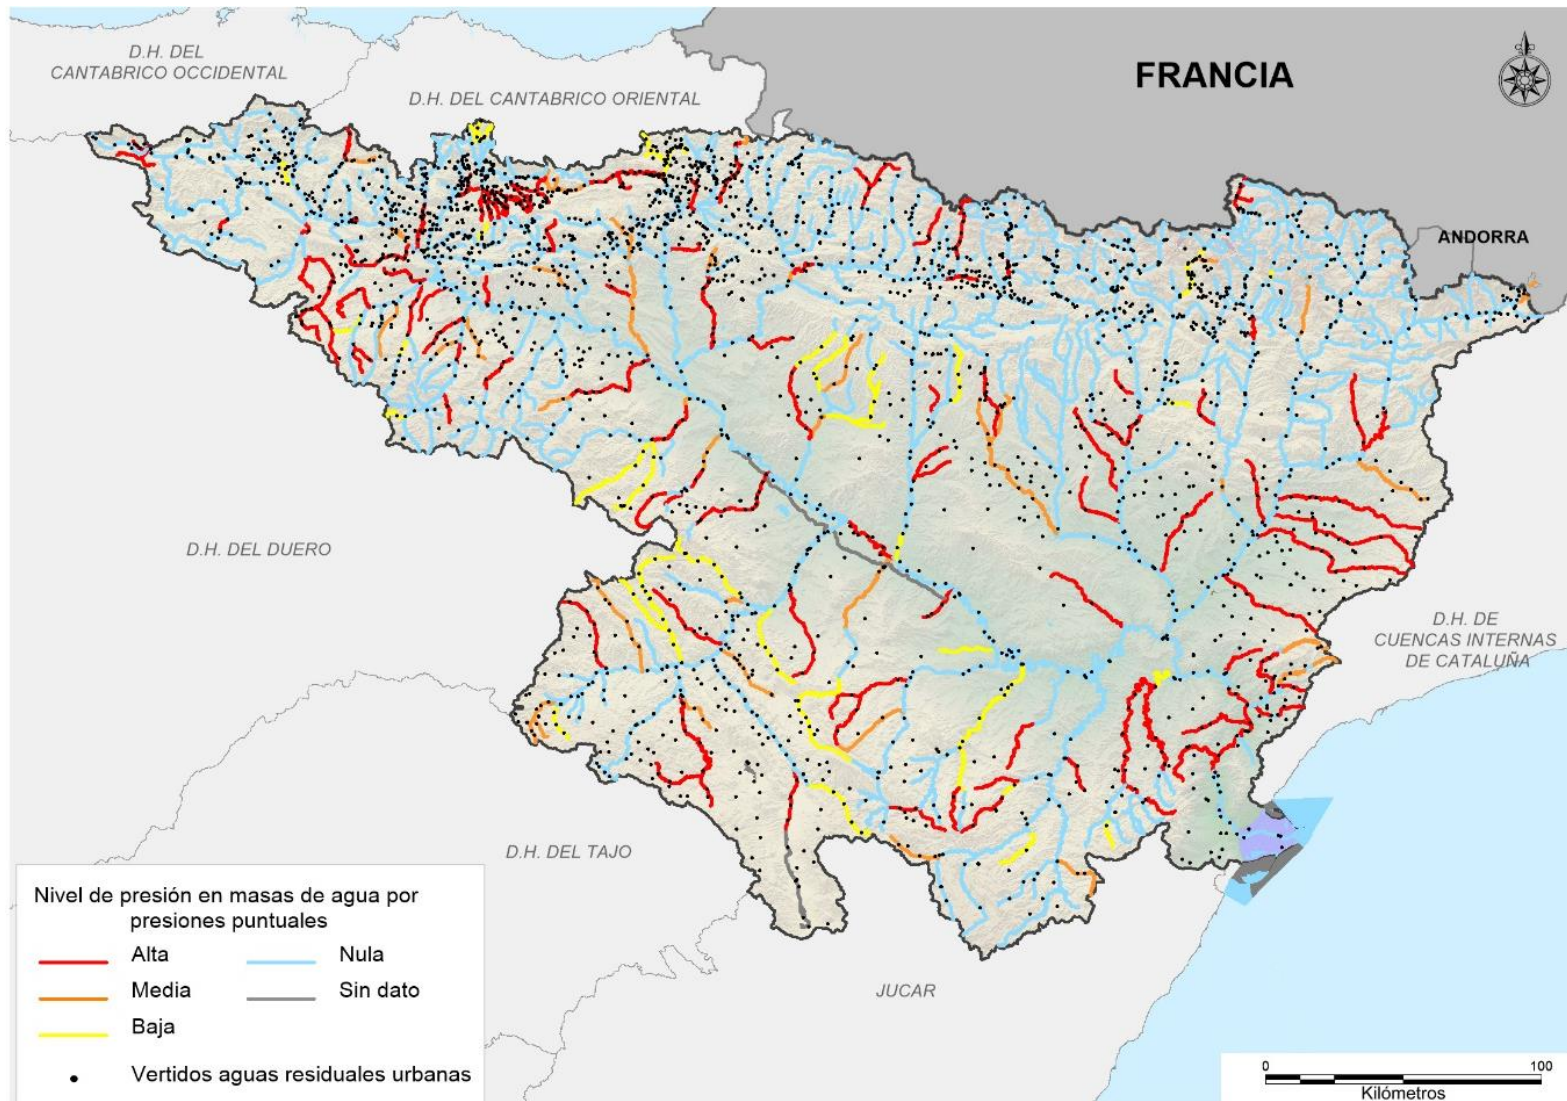 D.H. DEL
CANTABRICO OCCIDENTAL
D.H. DEL CANTABRICO ORIENTAL
FRANCIA
ANDORRA
D.H. DEL DUERO
D.H. DE
CUENCAS INTERNAS
DE CATALUÑA
D.H. DEL TAJO
JUCAR
Nivel de presión en masas de agua por
presiones puntuales
Alta
Nula
Media
Sin dato
Baja
Vertidos aguas residuales urbanas
0
100
Kilómetros